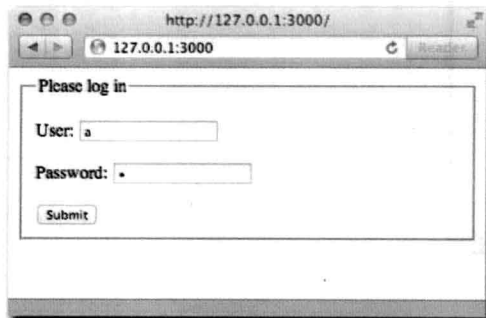 http://127.0.0.1:3000/
127.0.0.1:3000
Reader
Please log in
User: a
Password: •
Submit